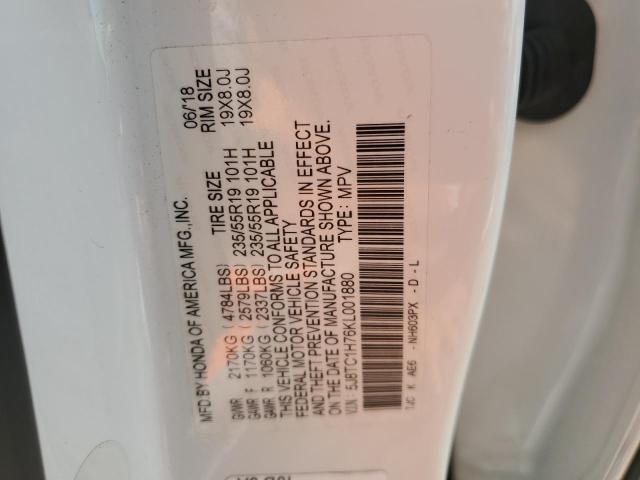 MFD.BY HONDA OF AMERICA MFG.,INC. 06/'18
TIRE SIZE RIM SIZE
GVWR 2170KG (4784LBS)
GAWR F 1170KG (2579LBS) 235/55R19 101H 19X8.0J
GAWR R 1060KG (2337LBS) 235/55R19 101H 19X8.0J
THIS VEHICLE CONFORMS TO ALL APPLICABLE
FEDERAL MOTOR VEHICLE SAFETY
AND THEFT PREVENTION STANDARDS IN EFFECT
ON THE DATE OF MANUFACTURE SHOWN ABOVE.
V.I.N: 5J8TC1H76KL001880 TYPE: MPV
TJC K AE6 -NH603PX -D-L